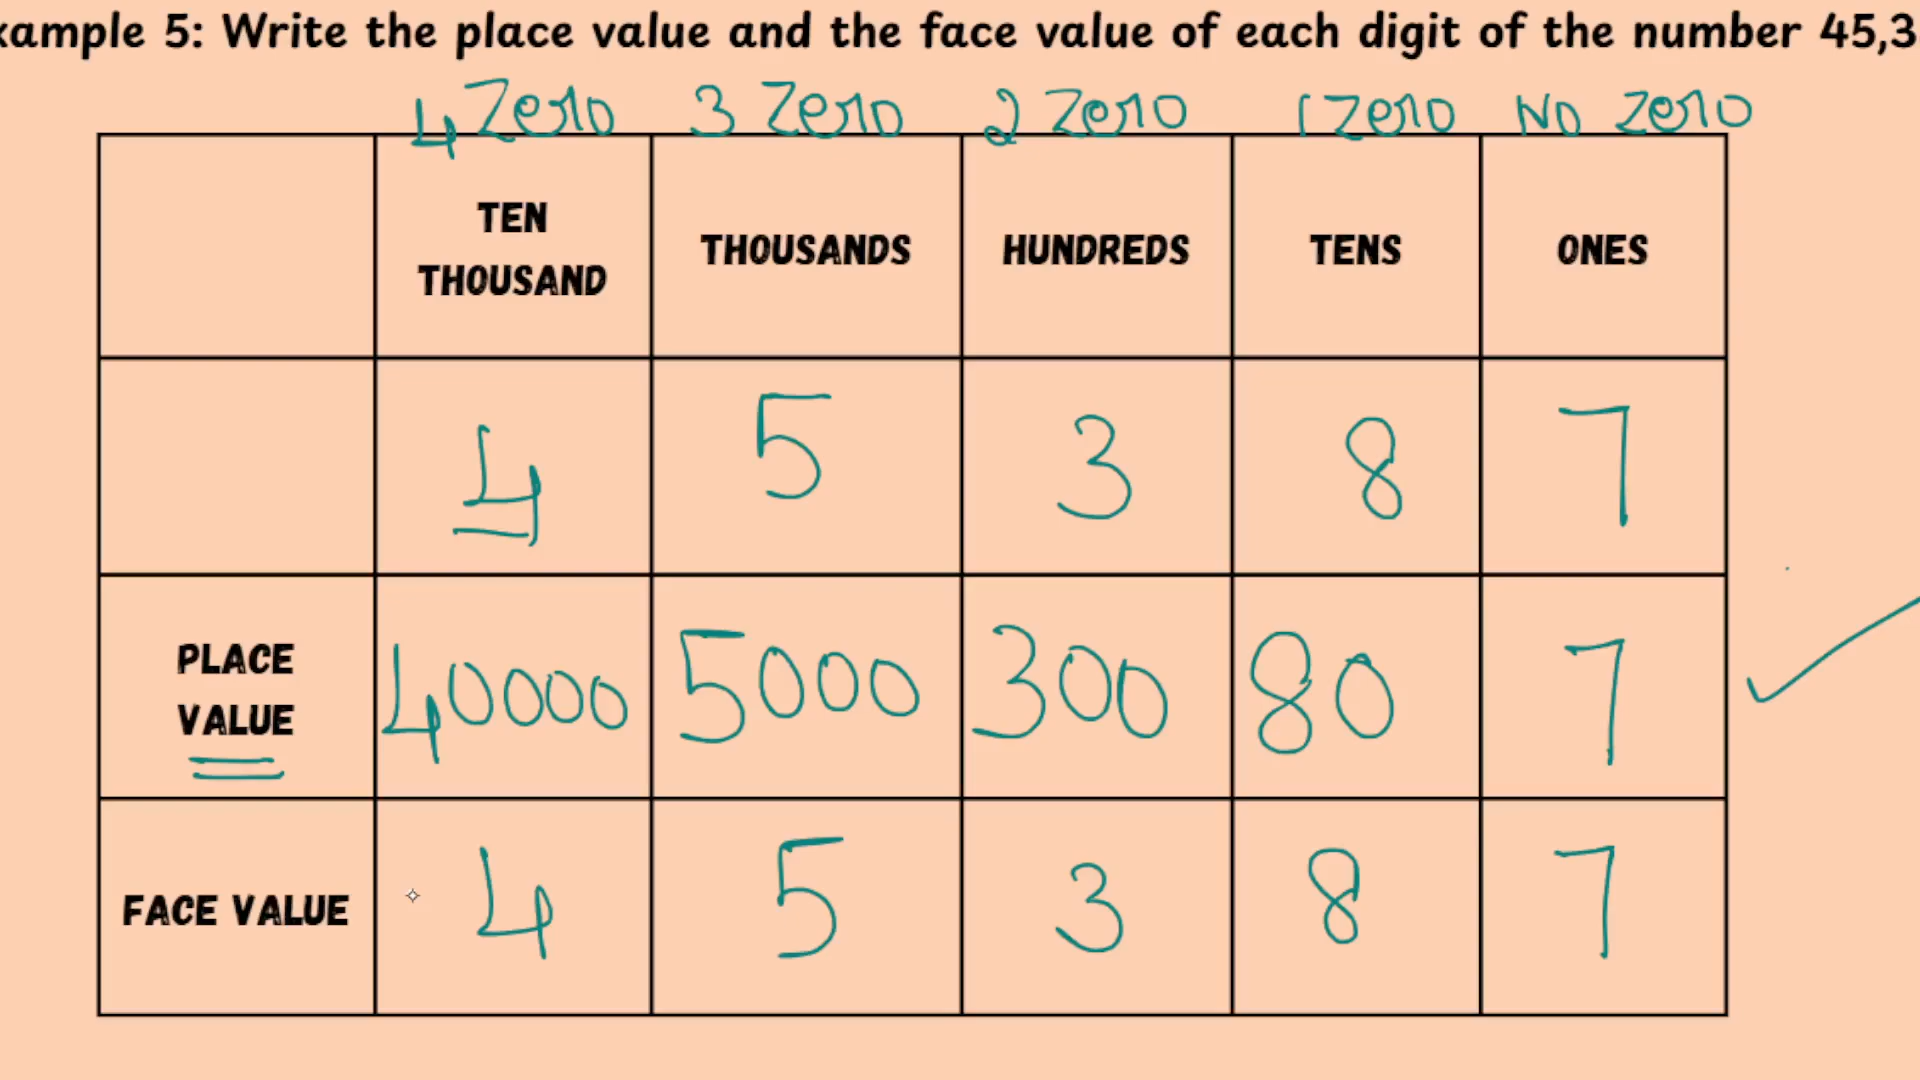 xample 5: Write the place value and the face value of each digit of the number 45,3
4 Zero 3 Zero 2 Zero 1 Zero NO Zero
TEN THOUSAND THOUSANDS HUNDREDS TENS ONES
4 5 3 8 7
PLACE VALUE 40000 5000 300 80 7
FACE VALUE 4 5 3 8 7